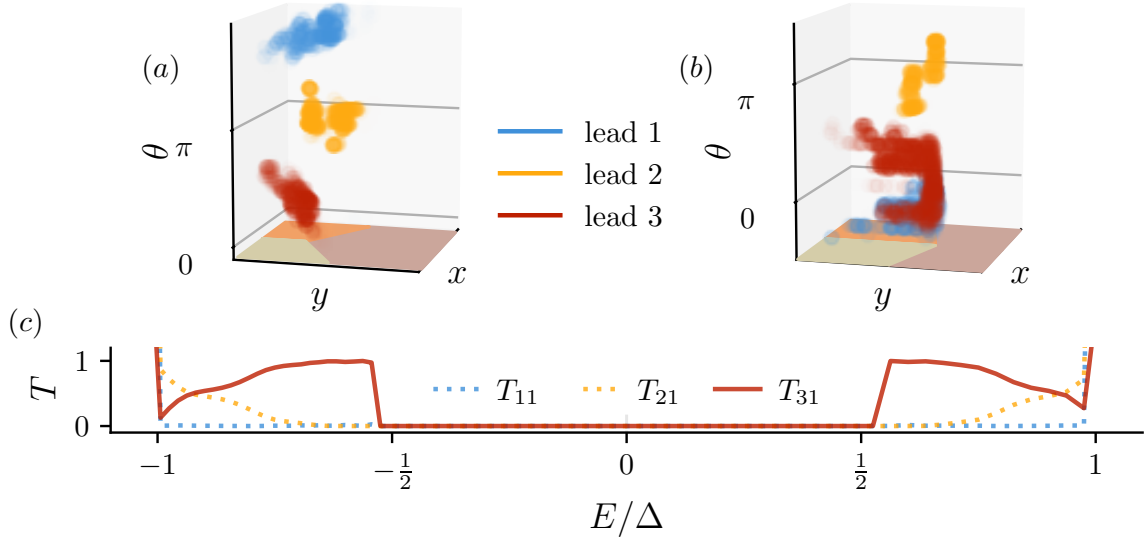 (a)
θ
π
0
y
x
lead 1
lead 2
lead 3
(b)
θ
π
0
y
x
(c)
T
1
0
T₁₁
T₂₁
T₃₁
−1
−1/2
0
1/2
1
E/Δ